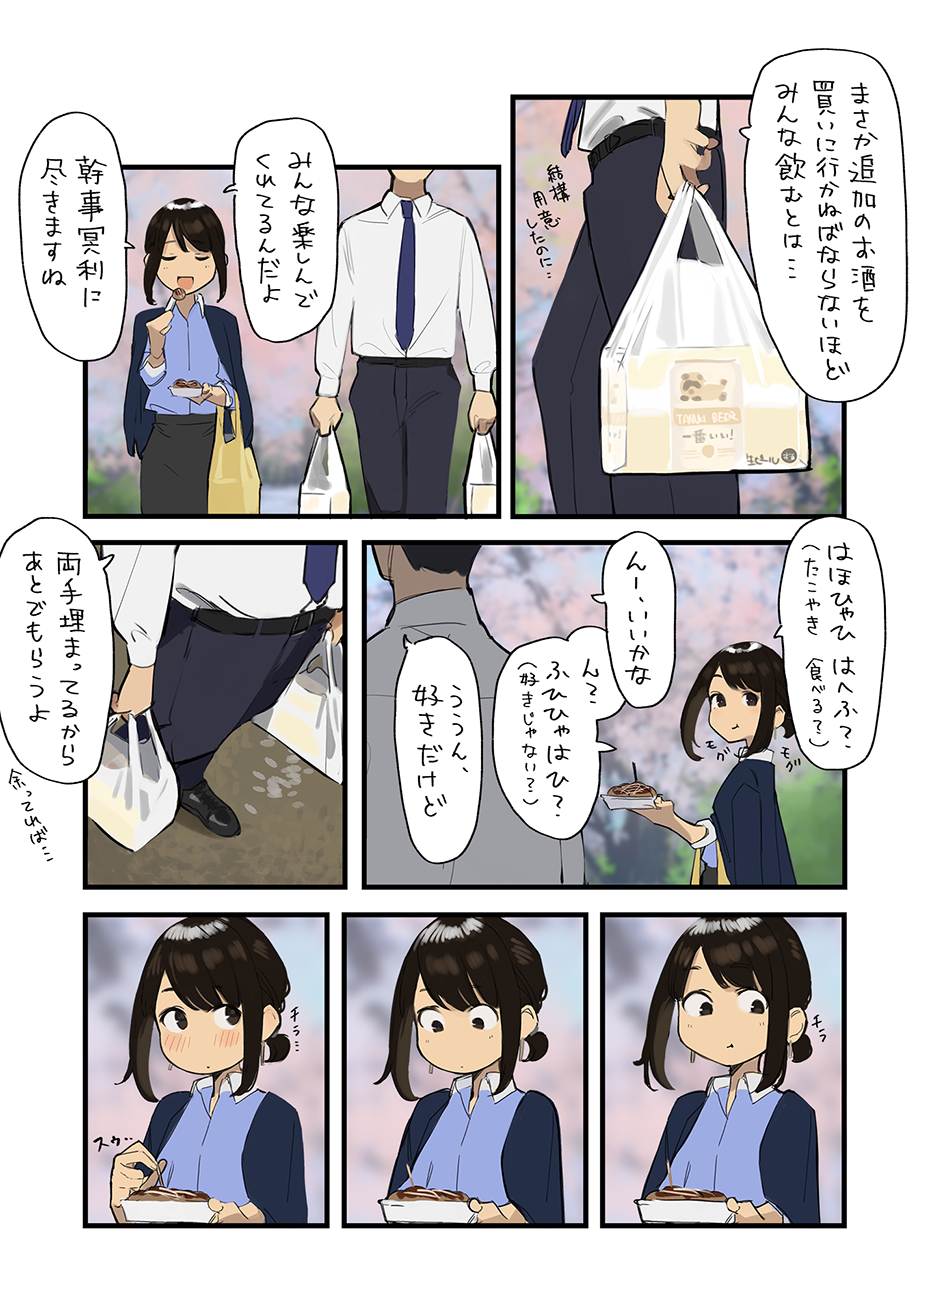 まさか追加のお酒を
買いに行かねばならないほど
みんな飲むとは…
結構
用意
したのに…
TANUKI BEER
一番いい!
生ビール
みんな楽しんで
くれてるんだよ
幹事冥利に
尽きますね
はほひゃひ はへふ?
(たこやき 食べる?)
モグ
モグ
んー、いいかな
ん?
ふひひゃはひ?
(好きじゃない?)
ううん、
好きだけど
両手埋まってるから
あとでもらうよ
余ってれば…
チラ
チラ…
スゥ…